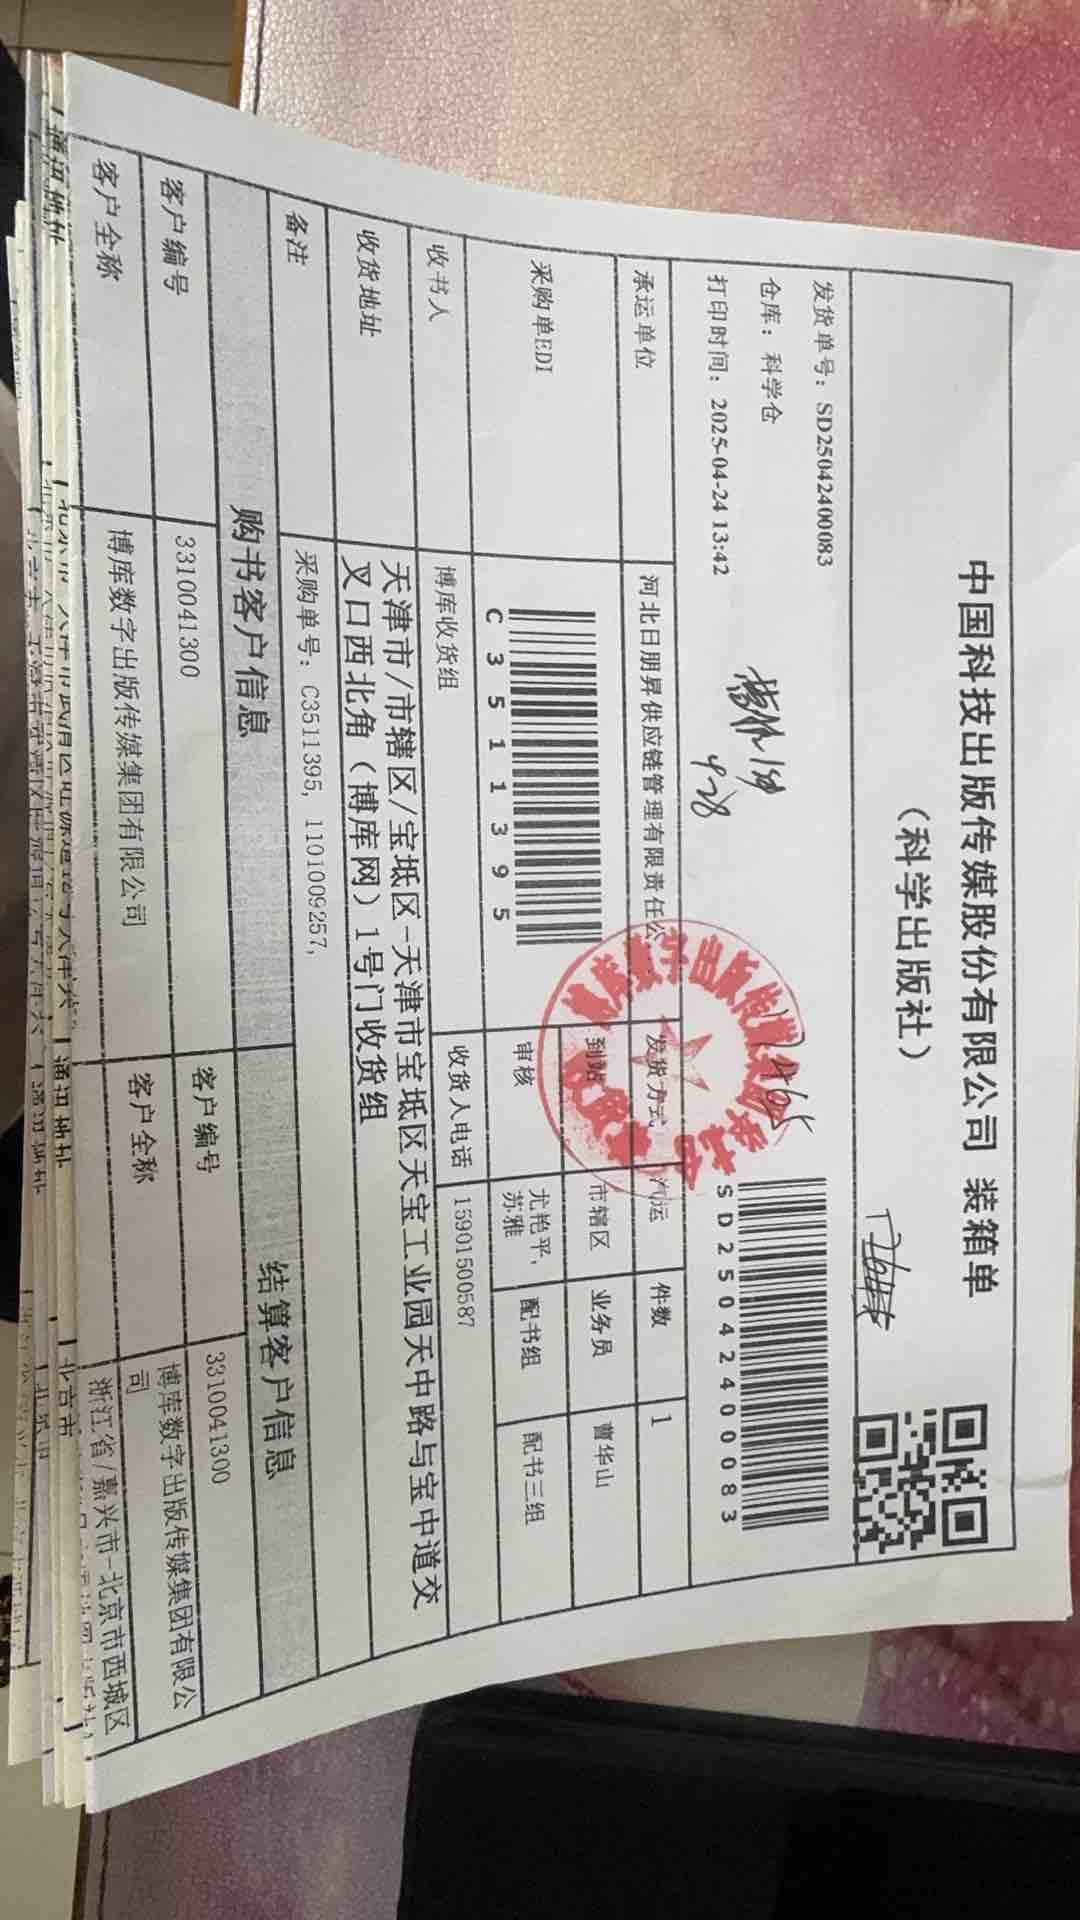 中国科技出版传媒股份有限公司 装箱单
（科学出版社）
发货单号：SD2504240083
仓库：科学仓
打印时间：2025-04-24 13:42
428
SD2504240083
承运单位 河北日朋昇供应链管理有限责任公 发货方式 汽运 件数 1
采购单EDI
C3511395
到站 市辖区 业务员 曹华山
审核 尤艳平，苏雅 配书组 配书三组
收书人 博库收货组 收货人电话 15901500587
收货地址 天津市/市辖区/宝坻区-天津市宝坻区天宝工业园天中路与宝中道交
叉口西北角（博库网）1号门收货组
备注 采购单号：C3511395, 1101009257,
购书客户信息 结算客户信息
客户编号 3310041300 客户编号 3310041300
客户全称 博库数字出版传媒集团有限公司 客户全称 博库数字出版传媒集团有限公
司
浙江省/嘉兴市-北京市西城区